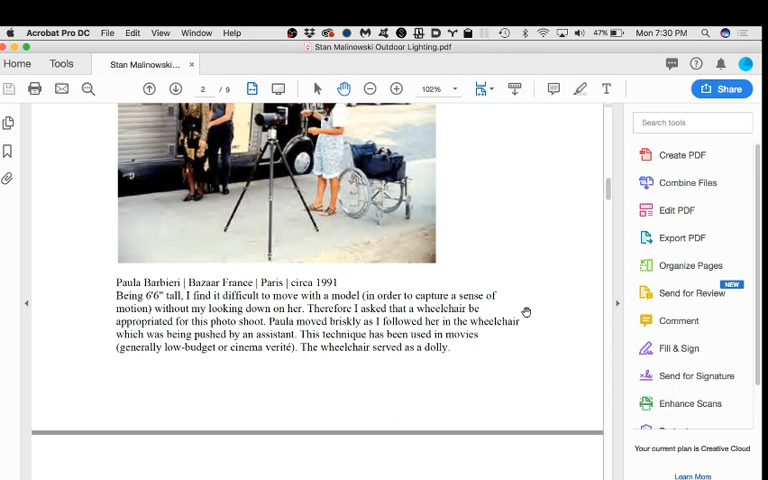 Acrobat Pro DC File Edit View Window Help 47% Mon 7:30 PM
Stan Malinowski Outdoor Lighting.pdf
Home Tools Stan Malinowski... ×
2 / 9 102% Share
Search tools
Create PDF
Combine Files
Edit PDF
Export PDF
Organize Pages
NEW
Send for Review
Comment
Fill & Sign
Send for Signature
Enhance Scans
Your current plan is Creative Cloud
Learn More
Paula Barbieri | Bazaar France | Paris | circa 1991
Being 6'6" tall, I find it difficult to move with a model (in order to capture a sense of
motion) without my looking down on her. Therefore I asked that a wheelchair be
appropriated for this photo shoot. Paula moved briskly as I followed her in the wheelchair
which was being pushed by an assistant. This technique has been used in movies
(generally low-budget or cinema verité). The wheelchair served as a dolly.